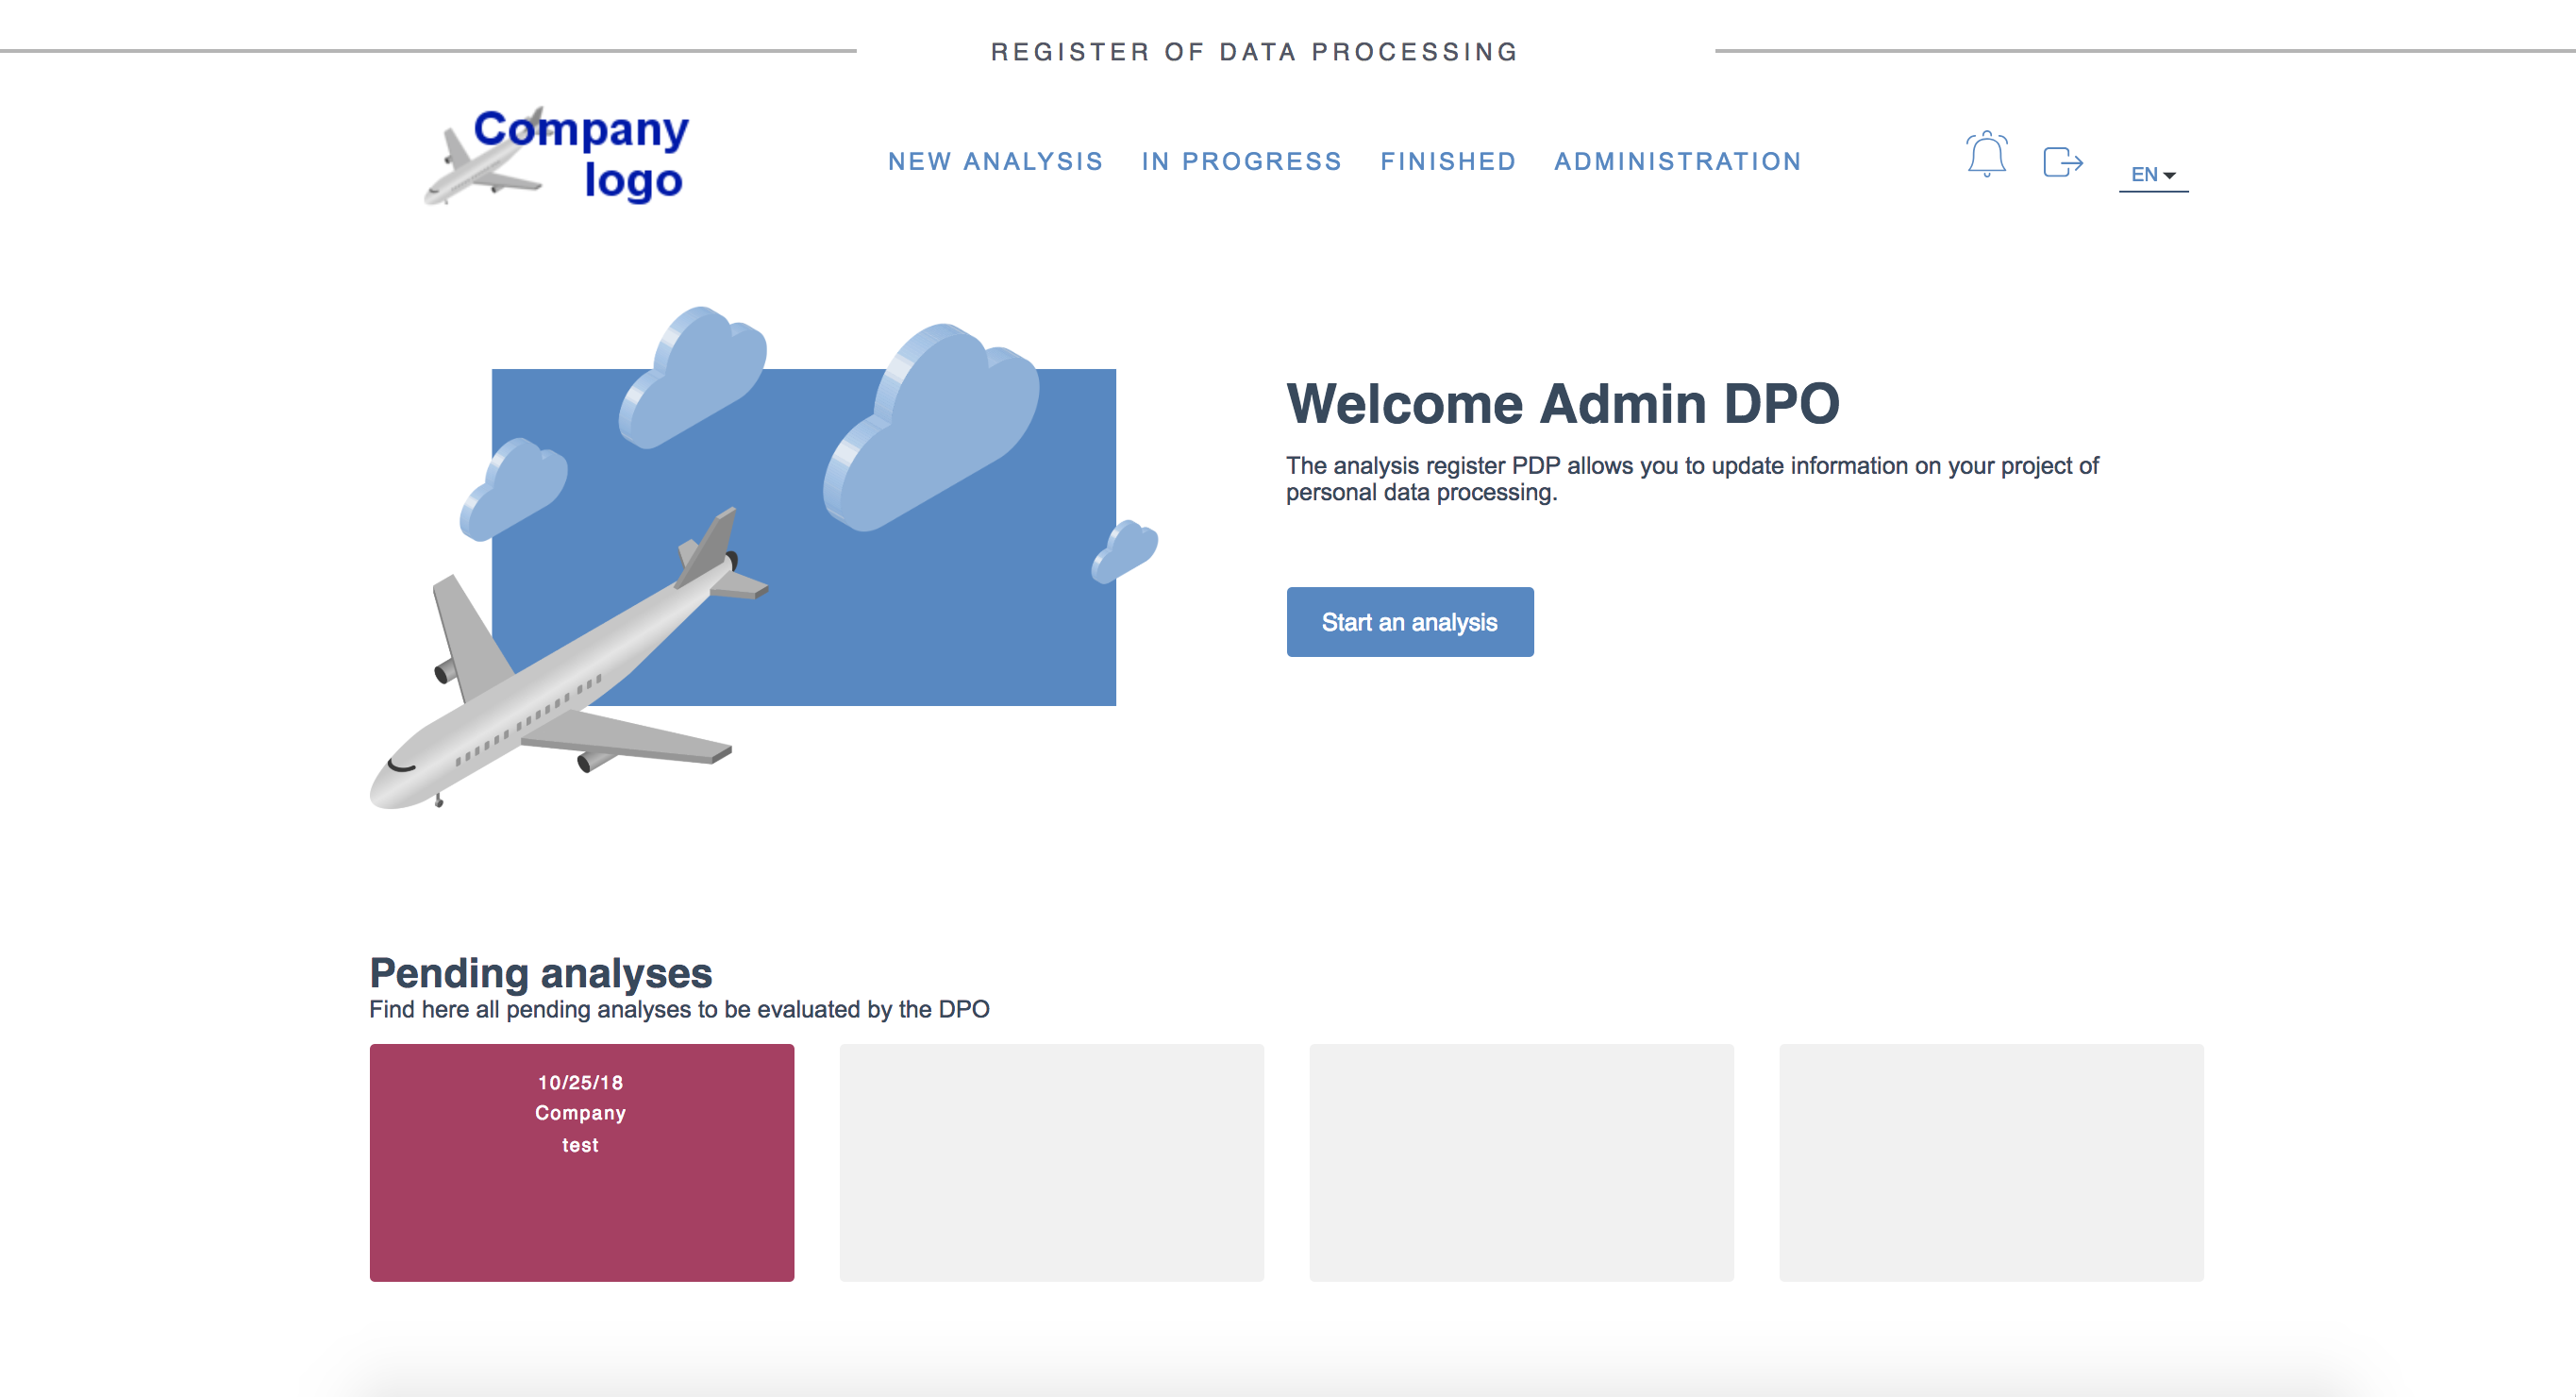 REGISTER OF DATA PROCESSING
Company
logo
NEW ANALYSIS IN PROGRESS FINISHED ADMINISTRATION
EN
Welcome Admin DPO
The analysis register PDP allows you to update information on your project of
personal data processing.
Start an analysis
Pending analyses
Find here all pending analyses to be evaluated by the DPO
10/25/18
Company
test